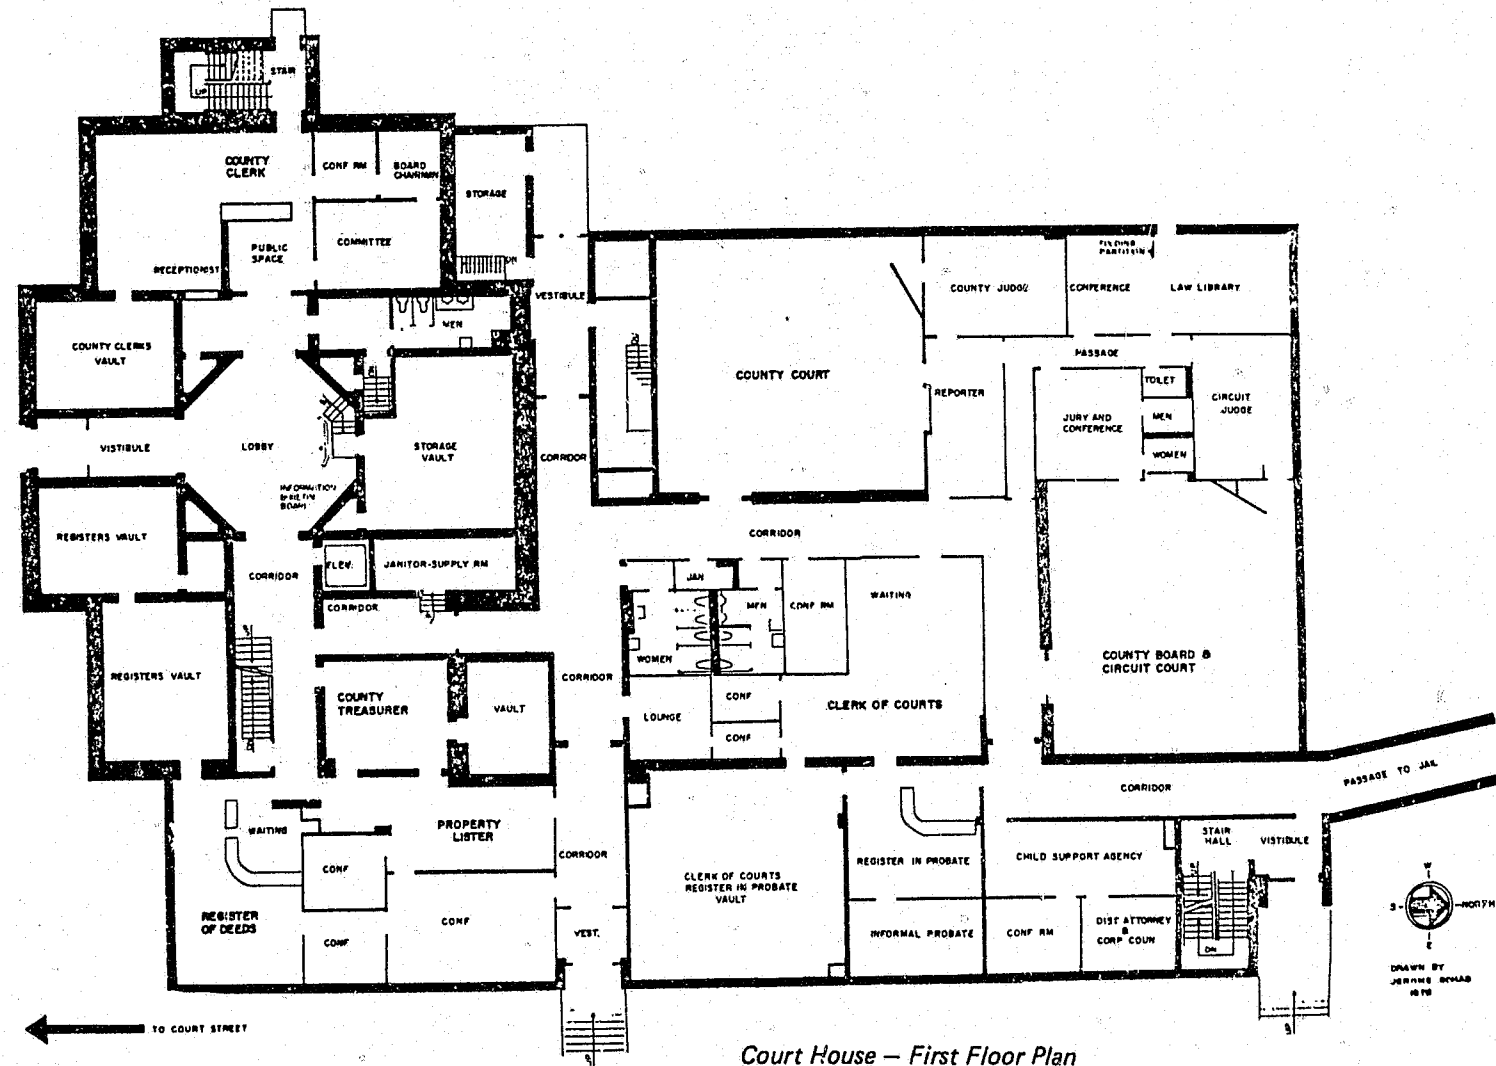 STAIR
UP
COUNTY
CLERK
CONF RM
BOARD
CHAIRMAN
STORAGE
PUBLIC
SPACE
COMMITTEE
RECEPTIONIST
DN
VESTIBULE
MEN
COUNTY CLERKS
VAULT
COUNTY JUDGE
CONFERENCE
FOLDING
PARTITION
LAW LIBRARY
COUNTY COURT
PASSAGE
REPORTER
TOILET
MEN
WOMEN
JURY AND
CONFERENCE
CIRCUIT
JUDGE
VISTIBULE
LOBBY
STORAGE
VAULT
CORRIDOR
INFORMATION
BOARD
REGISTERS VAULT
CORRIDOR
ELEV.
JANITOR-SUPPLY RM
CORRIDOR
CORRIDOR
JAN
MEN
CONF RM
WAITING
WOMEN
REGISTERS VAULT
COUNTY
TREASURER
VAULT
CORRIDOR
LOUNGE
CONF
CONF
CLERK OF COURTS
COUNTY BOARD &
CIRCUIT COURT
DN
CORRIDOR
PASSAGE TO JAIL
WAITING
PROPERTY
LISTER
CONF
CORRIDOR
CLERK OF COURTS
REGISTER IN PROBATE
VAULT
REGISTER IN PROBATE
CHILD SUPPORT AGENCY
STAIR
HALL
VISTIBULE
UP
REGISTER
OF DEEDS
CONF
CONF
VEST.
INFORMAL PROBATE
CONF RM
DIST ATTORNEY
&
CORP COUN
DN
W
S
NORTH
E
DRAWN BY
TO COURT STREET
UP
UP
Court House – First Floor Plan